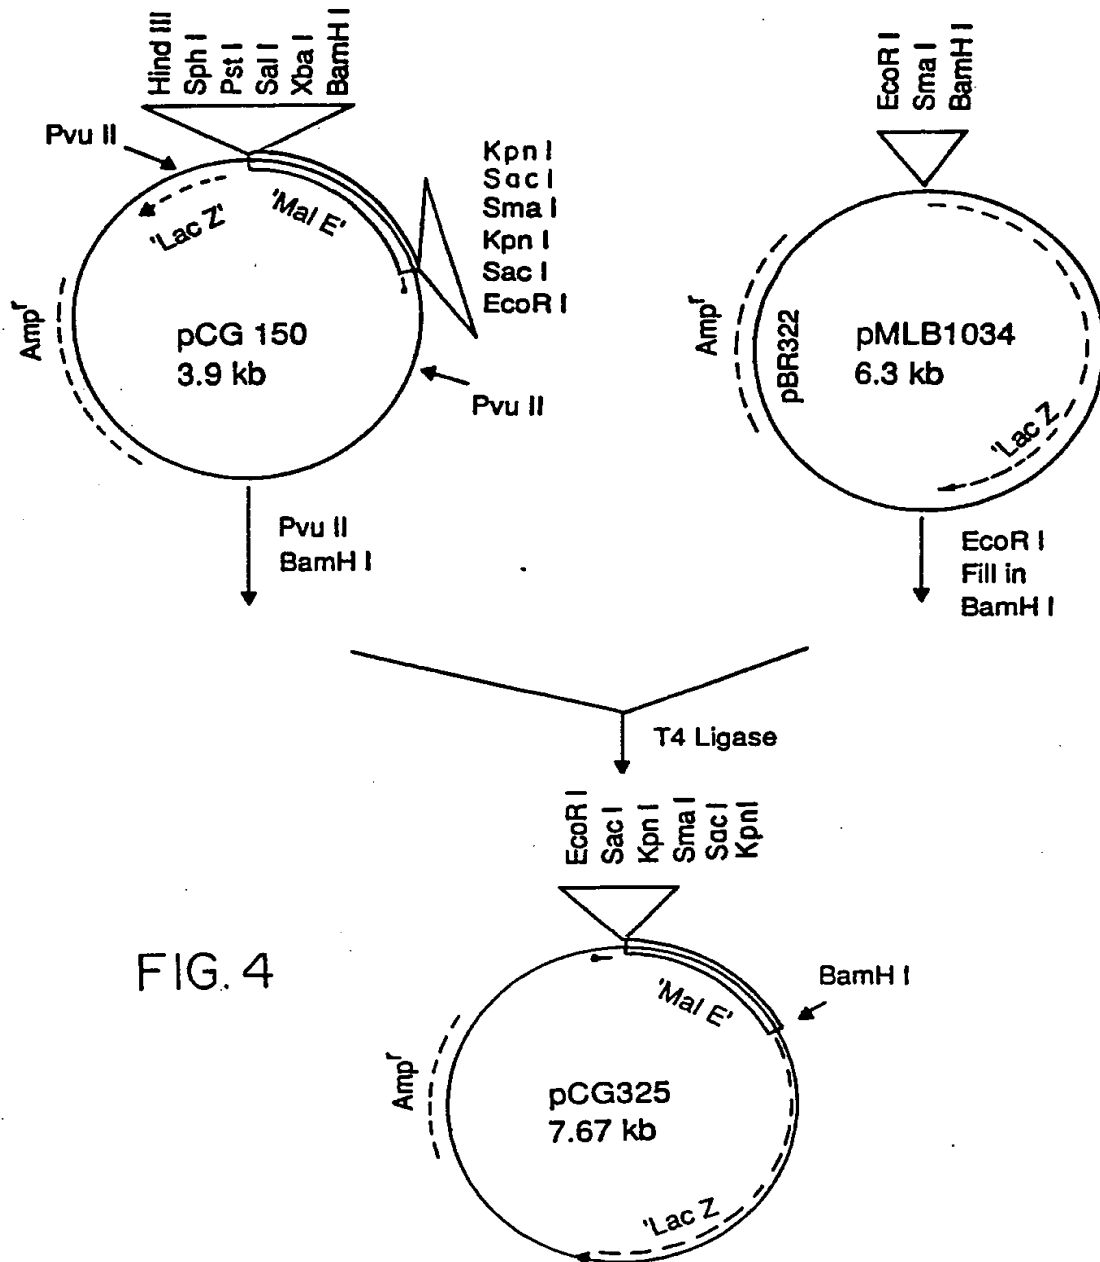 Hind III
Sph I
Pst I
Sal I
Xba I
BamH I
Pvu II
'Lac Z'
'Mal E'
Kpn I
Sac I
Sma I
Kpn I
Sac I
EcoR I
Amp^r
pCG 150
3.9 kb
Pvu II
Pvu II
BamH I
EcoR I
Sma I
BamH I
Amp^r
pBR322
pMLB1034
6.3 kb
'Lac Z
EcoR I
Fill in
BamH I
T4 Ligase
EcoR I
Sac I
Kpn I
Sma I
Sac I
KpnI
FIG. 4
'Mal E'
BamH I
Amp^r
pCG325
7.67 kb
'Lac Z